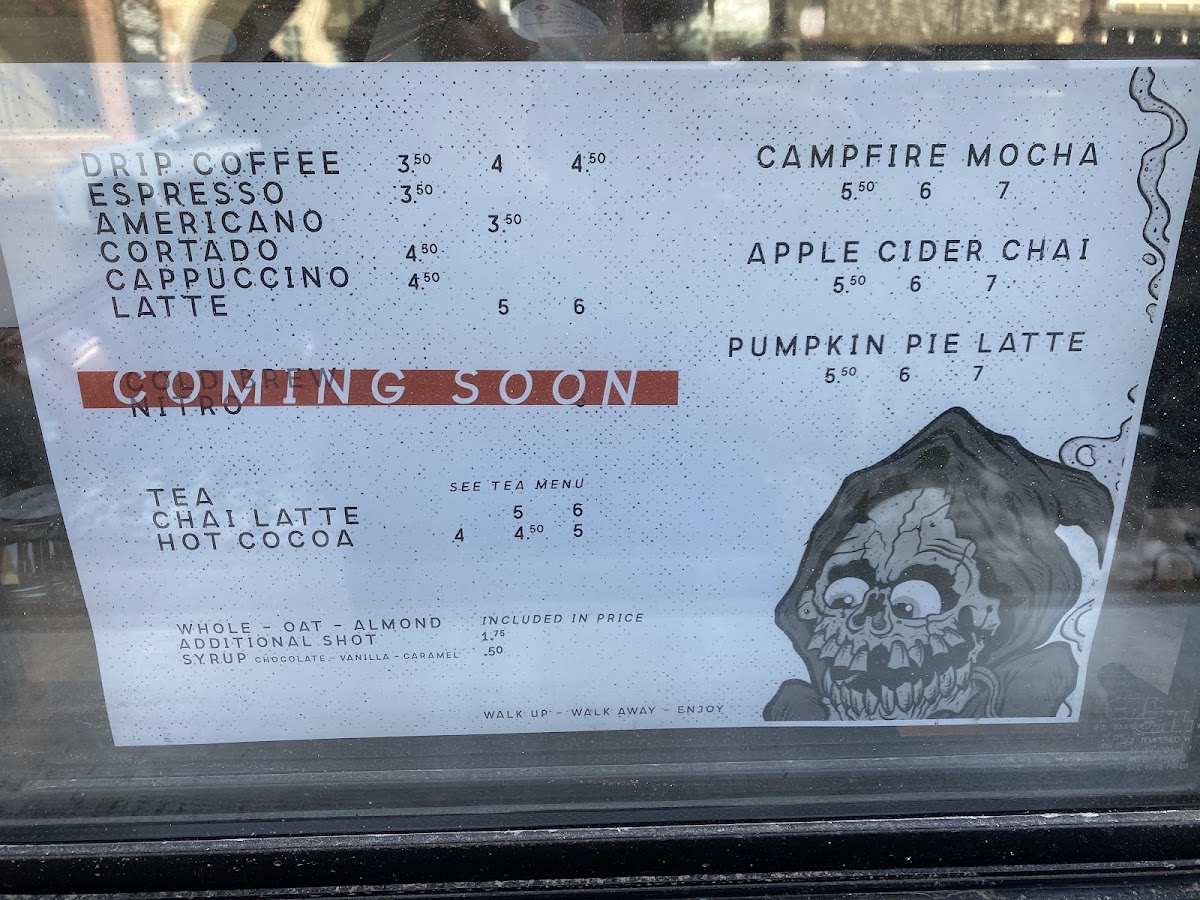 DRIP COFFEE 3.50 4 4.50
ESPRESSO 3.50
AMERICANO 3.50
CORTADO 4.50
CAPPUCCINO 4.50
LATTE 5 6
COLD BREW
COMING SOON
NITRO
TEA SEE TEA MENU
CHAI LATTE 5 6
HOT COCOA 4 4.50 5
WHOLE - OAT - ALMOND INCLUDED IN PRICE
ADDITIONAL SHOT 1.75
SYRUP CHOCOLATE - VANILLA - CARAMEL .50
WALK UP - WALK AWAY - ENJOY
CAMPFIRE MOCHA
5.50 6 7
APPLE CIDER CHAI
5.50 6 7
PUMPKIN PIE LATTE
5.50 6 7